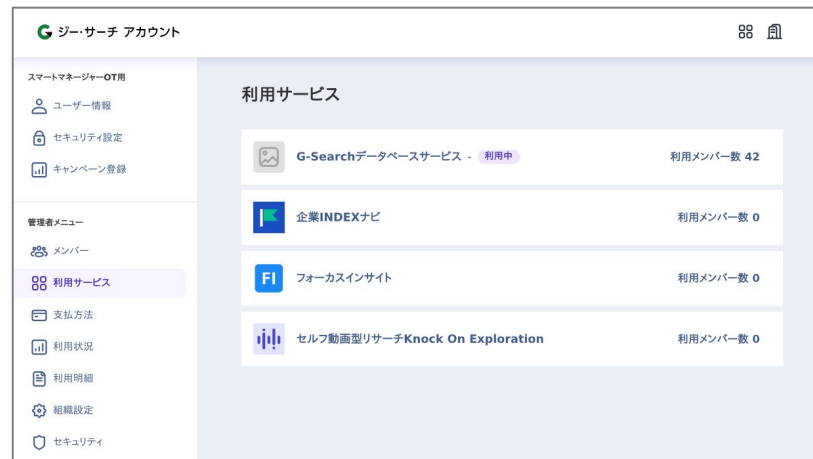 ジー・サーチ アカウント
スマートマネージャーOT用
ユーザー情報
セキュリティ設定
キャンペーン登録
管理者メニュー
メンバー
利用サービス
支払方法
利用状況
利用明細
組織設定
セキュリティ
利用サービス
G-Searchデータベースサービス - 利用中 利用メンバー数 42
企業INDEXナビ 利用メンバー数 0
FI フォーカスインサイト 利用メンバー数 0
セルフ動画型リサーチKnock On Exploration 利用メンバー数 0